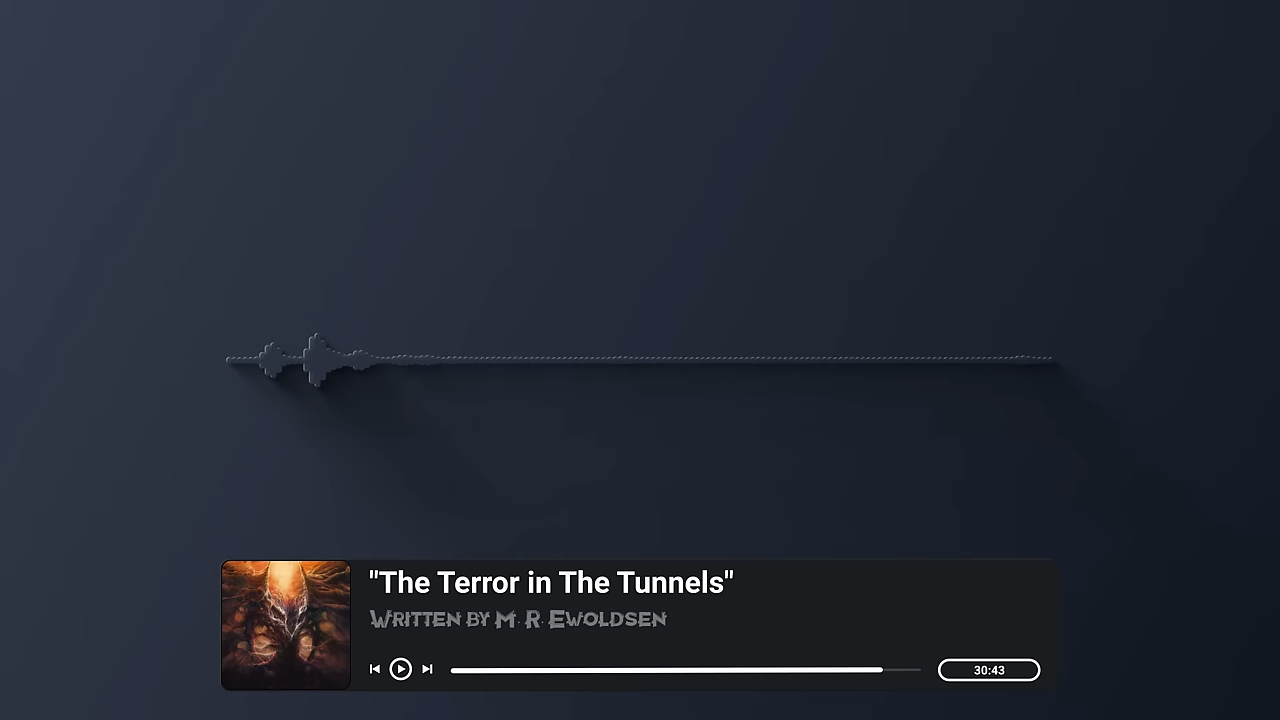 "The Terror in The Tunnels"
Written by M. R. Ewoldsen
30:43